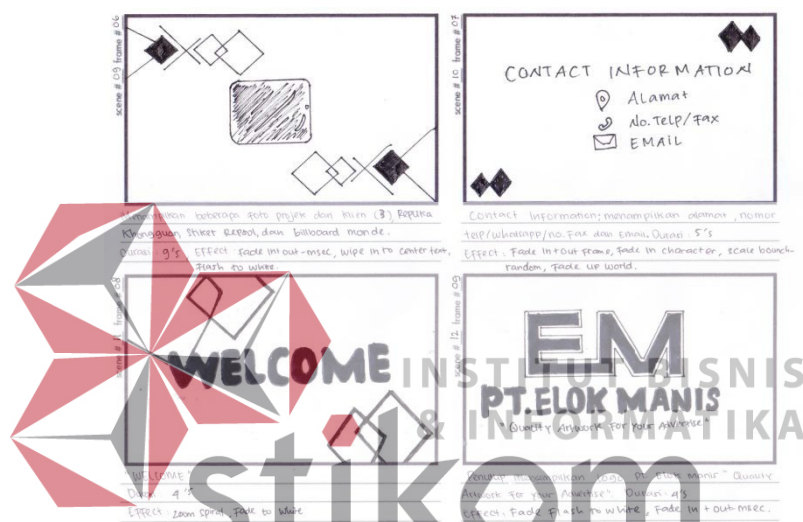 scene # 09 frame # 06
Menampilkan beberapa foto projek dan klien (3) Replika
Khongguan, Stiker Reptol, dan billboard monde.
Durasi 9's Effect: Fade in+out-msec, wipe in to center text,
Flash to white.
scene # 10 frame # 07
CONTACT INFORMATION
Alamat
No. Telp/Fax
EMAIL
Contact Information; menampilkan alamat, nomor
telp/whatsapp/no. Fax dan Email. Durasi: 5's
Effect: Fade In+Out Frame, Fade in character, scale bounch-
random, Fade up world.
scene # 11 frame # 08
WELCOME
"WELCOME"
Durasi 4's
Effect: Zoom Spiral, Fade to White
scene # 12 frame # 09
EM
PT. ELOK MANIS
"Quality Artwork For Your Advertise"
Penutup menampilkan logo PT. Elok Manis "Quality
Artwork For your Advertise". Durasi: 4's
Effect: Fade Flash to white, Fade In + out-msec.
INSTITUT BISNIS
& INFORMATIKA
stikom